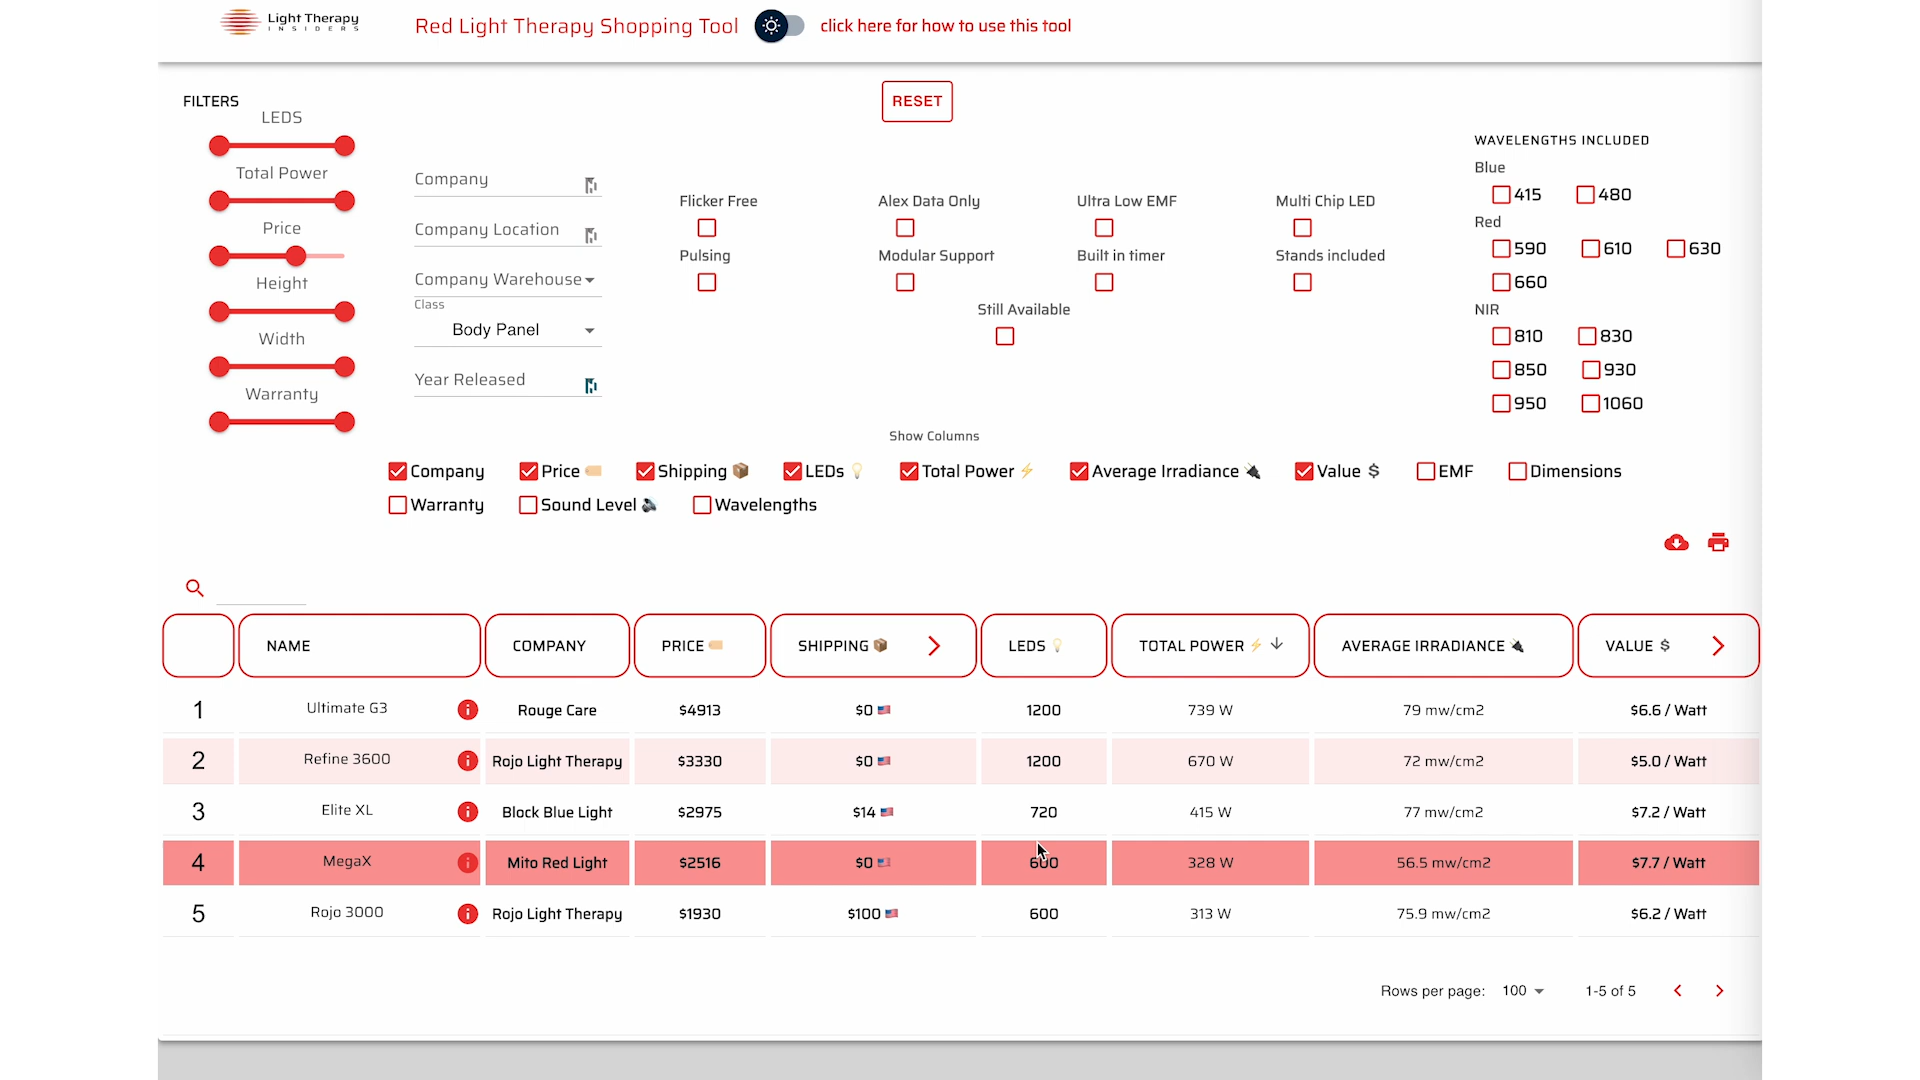 Light Therapy
INSIDERS
Red Light Therapy Shopping Tool
click here for how to use this tool
FILTERS
RESET
LEDS
Total Power
Price
Height
Width
Warranty
Company
Company Location
Company Warehouse
Class
Body Panel
Year Released
Flicker Free
Alex Data Only
Ultra Low EMF
Multi Chip LED
Pulsing
Modular Support
Built in timer
Stands included
Still Available
WAVELENGTHS INCLUDED
Blue
415 480
Red
590 610 630
660
NIR
810 830
850 930
950 1060
Show Columns
Company Price Shipping LEDs Total Power Average Irradiance Value $ EMF Dimensions
Warranty Sound Level Wavelengths
NAME COMPANY PRICE SHIPPING LEDS TOTAL POWER AVERAGE IRRADIANCE VALUE $
1 Ultimate G3 Rouge Care $4913 $0 1200 739 W 79 mw/cm2 $6.6 / Watt
2 Refine 3600 Rojo Light Therapy $3330 $0 1200 670 W 72 mw/cm2 $5.0 / Watt
3 Elite XL Block Blue Light $2975 $14 720 415 W 77 mw/cm2 $7.2 / Watt
4 MegaX Mito Red Light $2516 $0 600 328 W 56.5 mw/cm2 $7.7 / Watt
5 Rojo 3000 Rojo Light Therapy $1930 $100 600 313 W 75.9 mw/cm2 $6.2 / Watt
Rows per page: 100 1-5 of 5